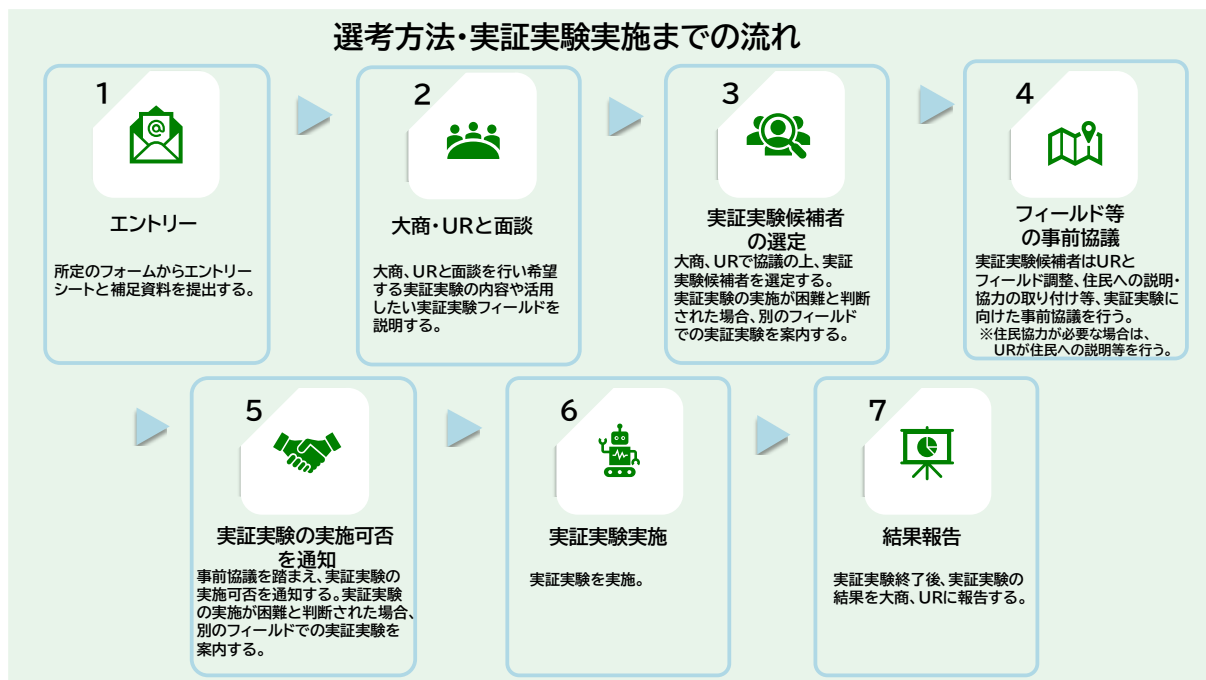 選考方法・実証実験実施までの流れ
1
エントリー
所定のフォームからエントリー
シートと補足資料を提出する。
2
大商・URと面談
大商、URと面談を行い希望
する実証実験の内容や活用
したい実証実験フィールドを
説明する。
3
実証実験候補者
の選定
大商、URで協議の上、実証
実験候補者を選定する。
実証実験の実施が困難と判断
された場合、別のフィールド
での実証実験を案内する。
4
フィールド等
の事前協議
実証実験候補者はURと
フィールド調整、住民への説明・
協力の取り付け等、実証実験に
向けた事前協議を行う。
※住民協力が必要な場合は、
URが住民への説明等を行う。
5
実証実験の実施可否
を通知
事前協議を踏まえ、実証実験の
実施可否を通知する。実証実験
の実施が困難と判断された場合、
別のフィールドでの実証実験を
案内する。
6
実証実験実施
実証実験を実施。
7
結果報告
実証実験終了後、実証実験の
結果を大商、URに報告する。